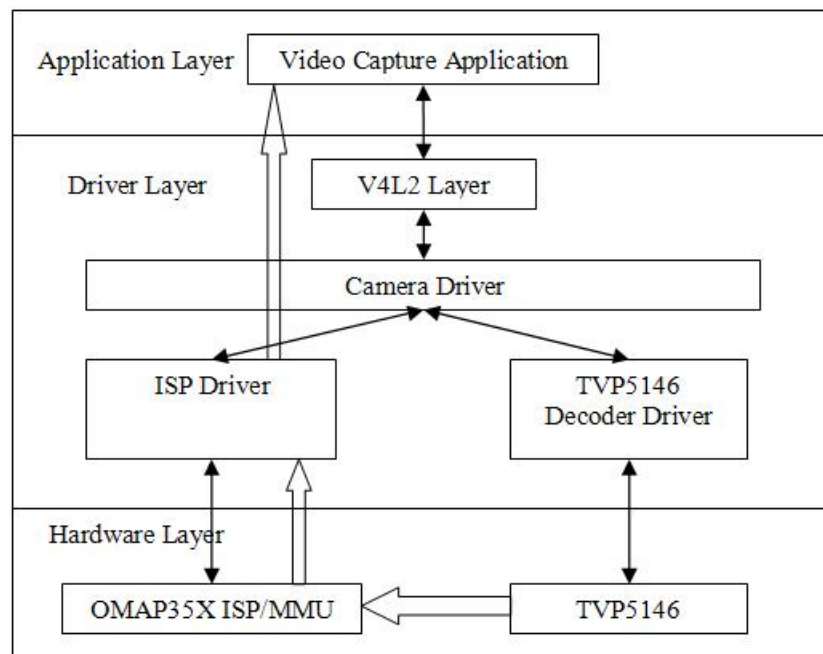 Application Layer
Video Capture Application
Driver Layer
V4L2 Layer
Camera Driver
ISP Driver
TVP5146
Decoder Driver
Hardware Layer
OMAP35X ISP/MMU
TVP5146